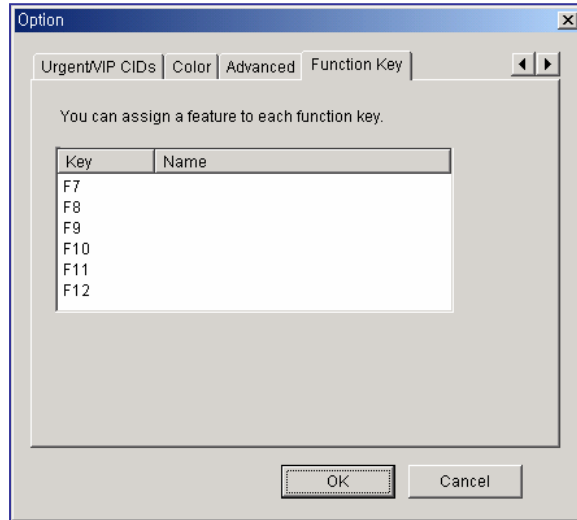 Option
Urgent/VIP CIDs Color Advanced Function Key
You can assign a feature to each function key.
Key Name
F7
F8
F9
F10
F11
F12
OK Cancel